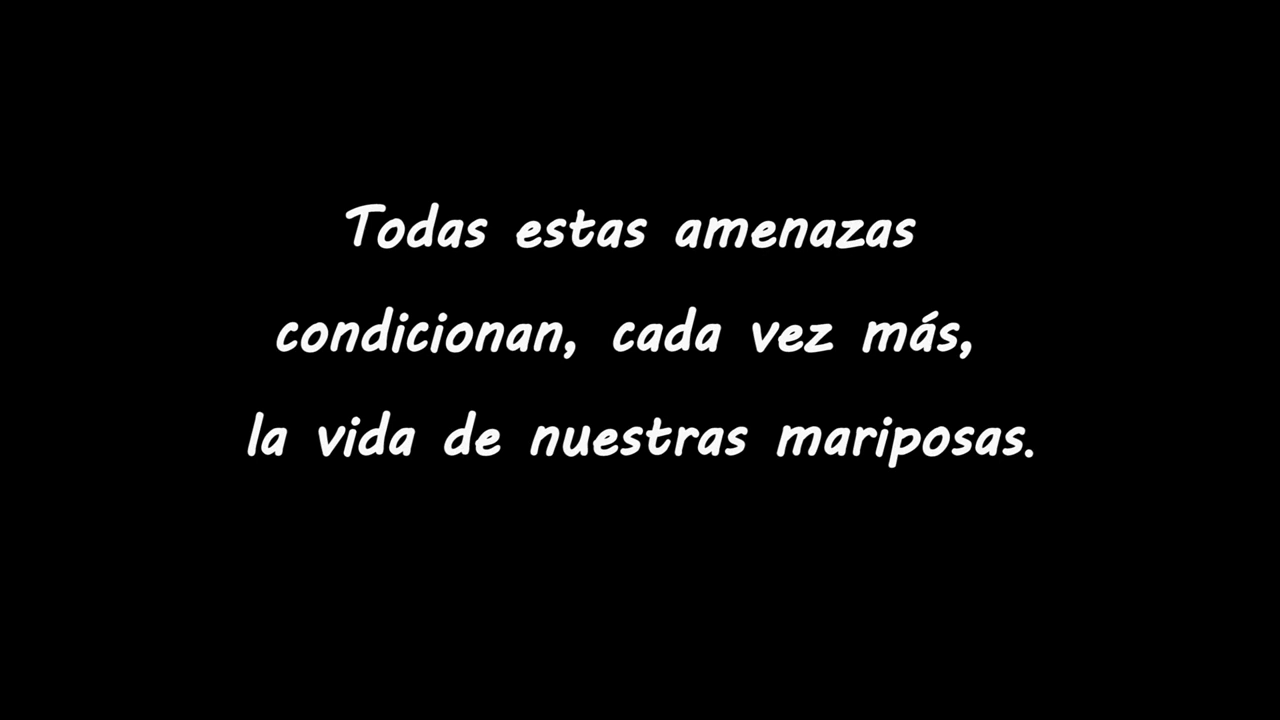 Todas estas amenazas
condicionan, cada vez más,
la vida de nuestras mariposas.